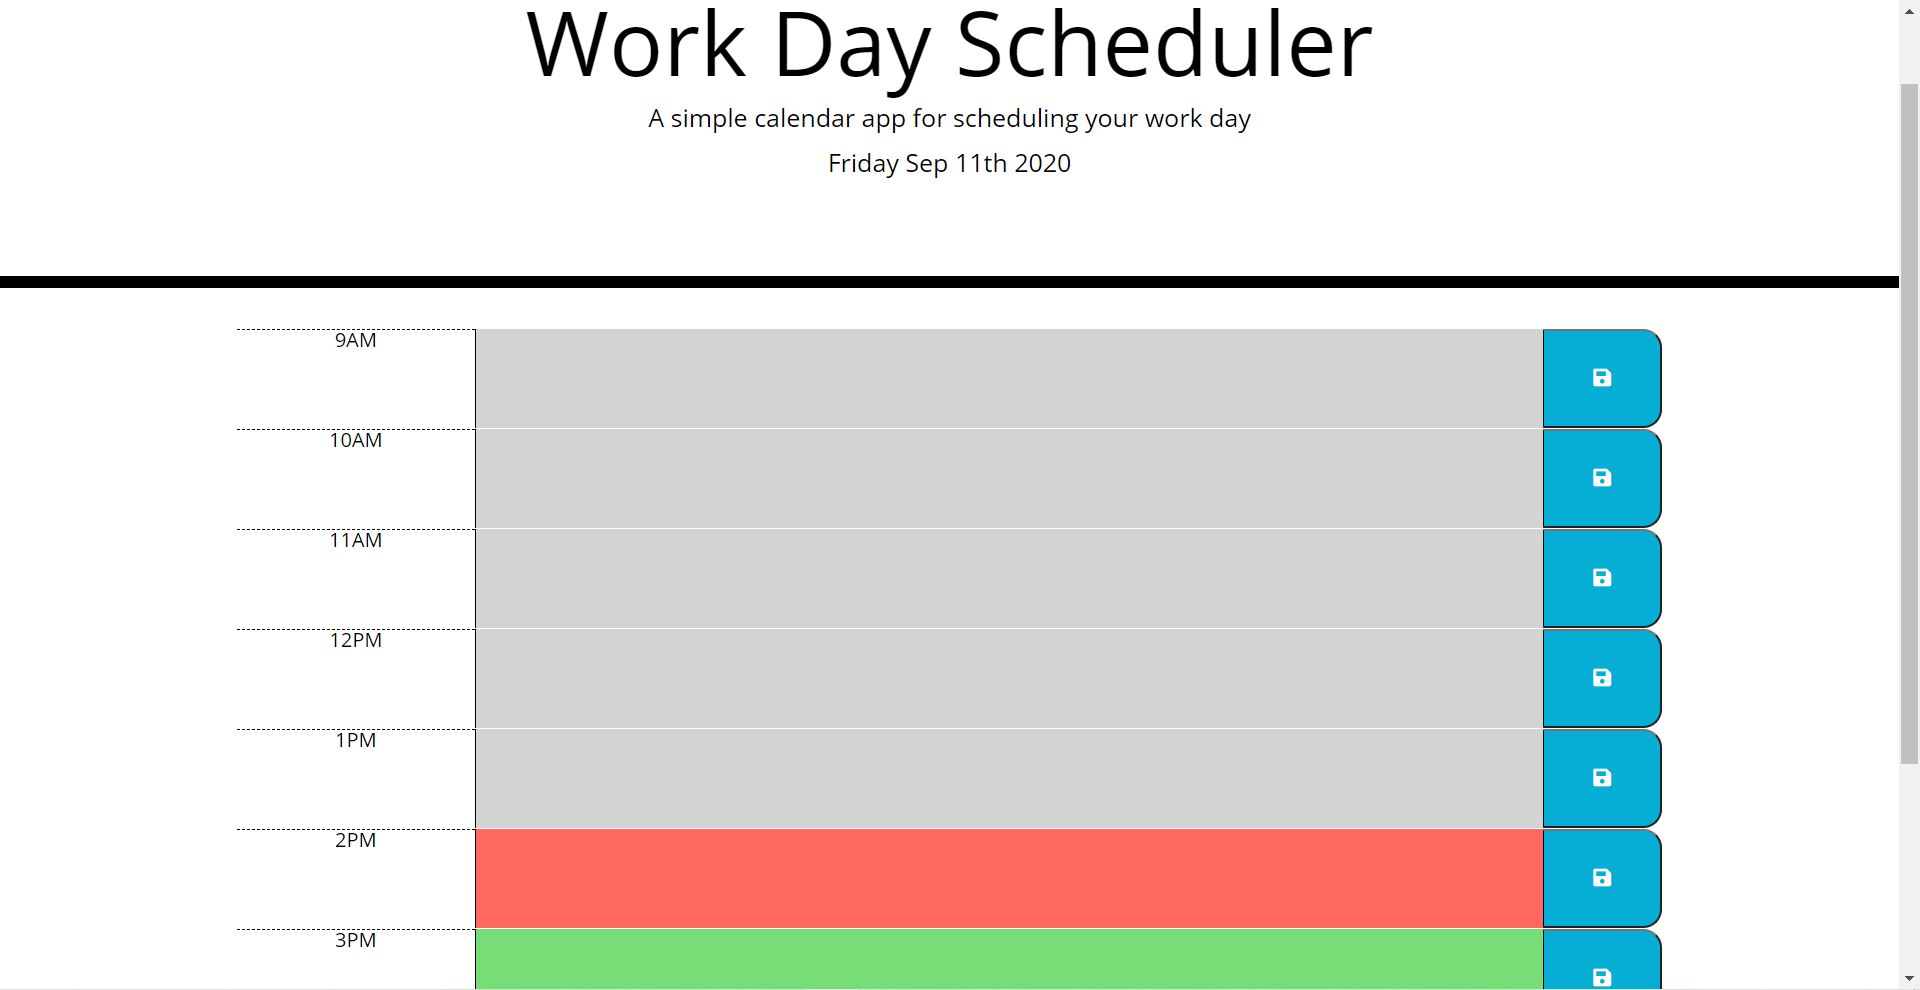 Work Day Scheduler
A simple calendar app for scheduling your work day
Friday Sep 11th 2020
9AM
10AM
11AM
12PM
1PM
2PM
3PM